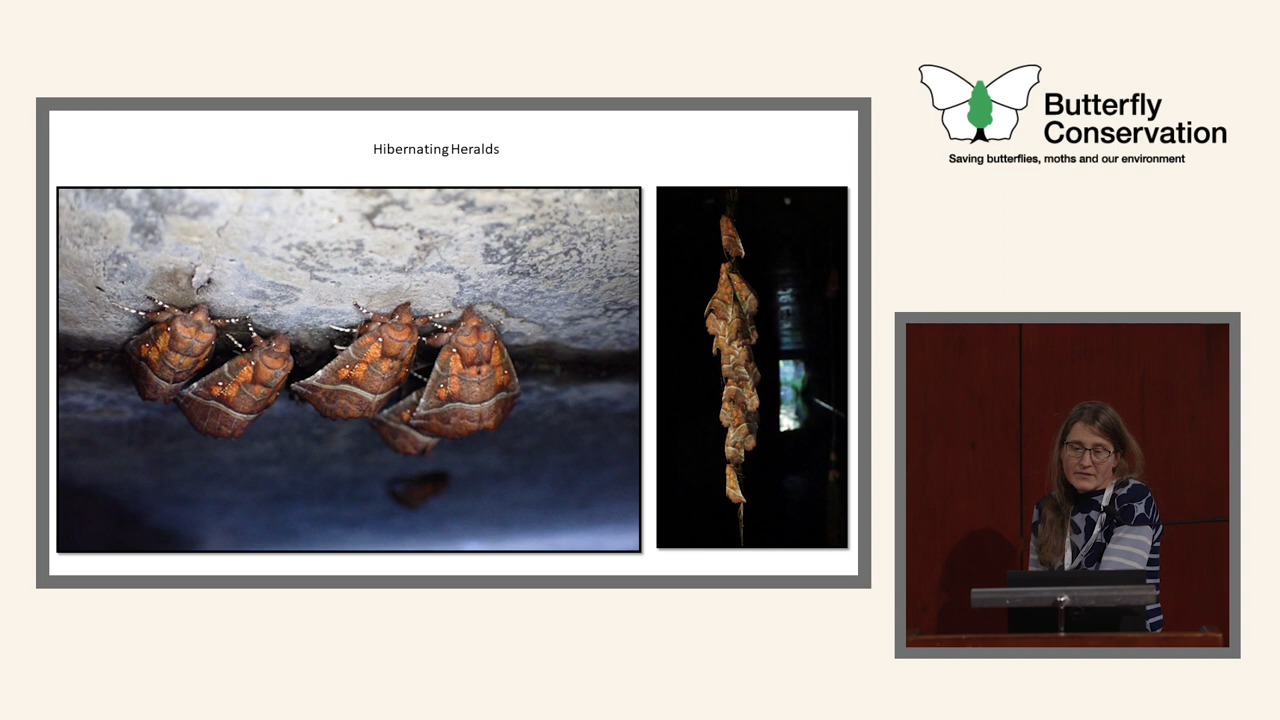 Hibernating Heralds
Butterfly
Conservation
Saving butterflies, moths and our environment